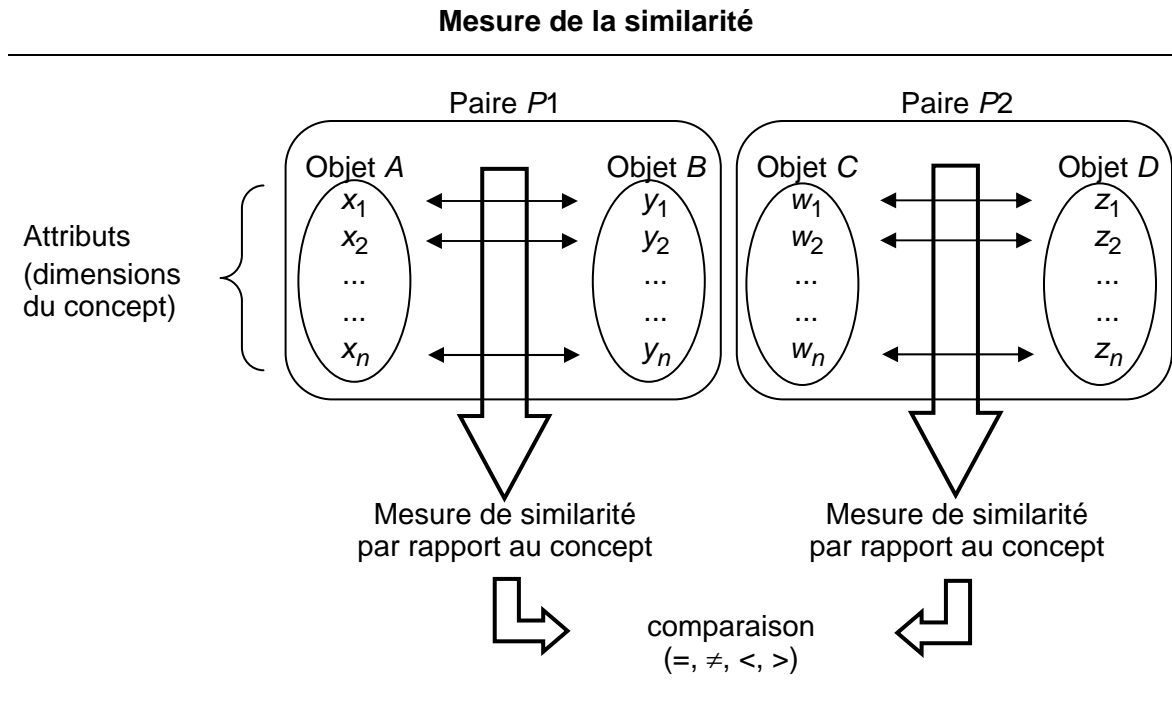 Mesure de la similarité
Paire P1 Paire P2
Objet A Objet B Objet C Objet D
x1 y1 w1 z1
Attributs
(dimensions
du concept)
x2 y2 w2 z2
... ... ... ...
... ... ... ...
xn yn wn zn
Mesure de similarité
par rapport au concept
Mesure de similarité
par rapport au concept
comparaison
(=, ≠, <, >)